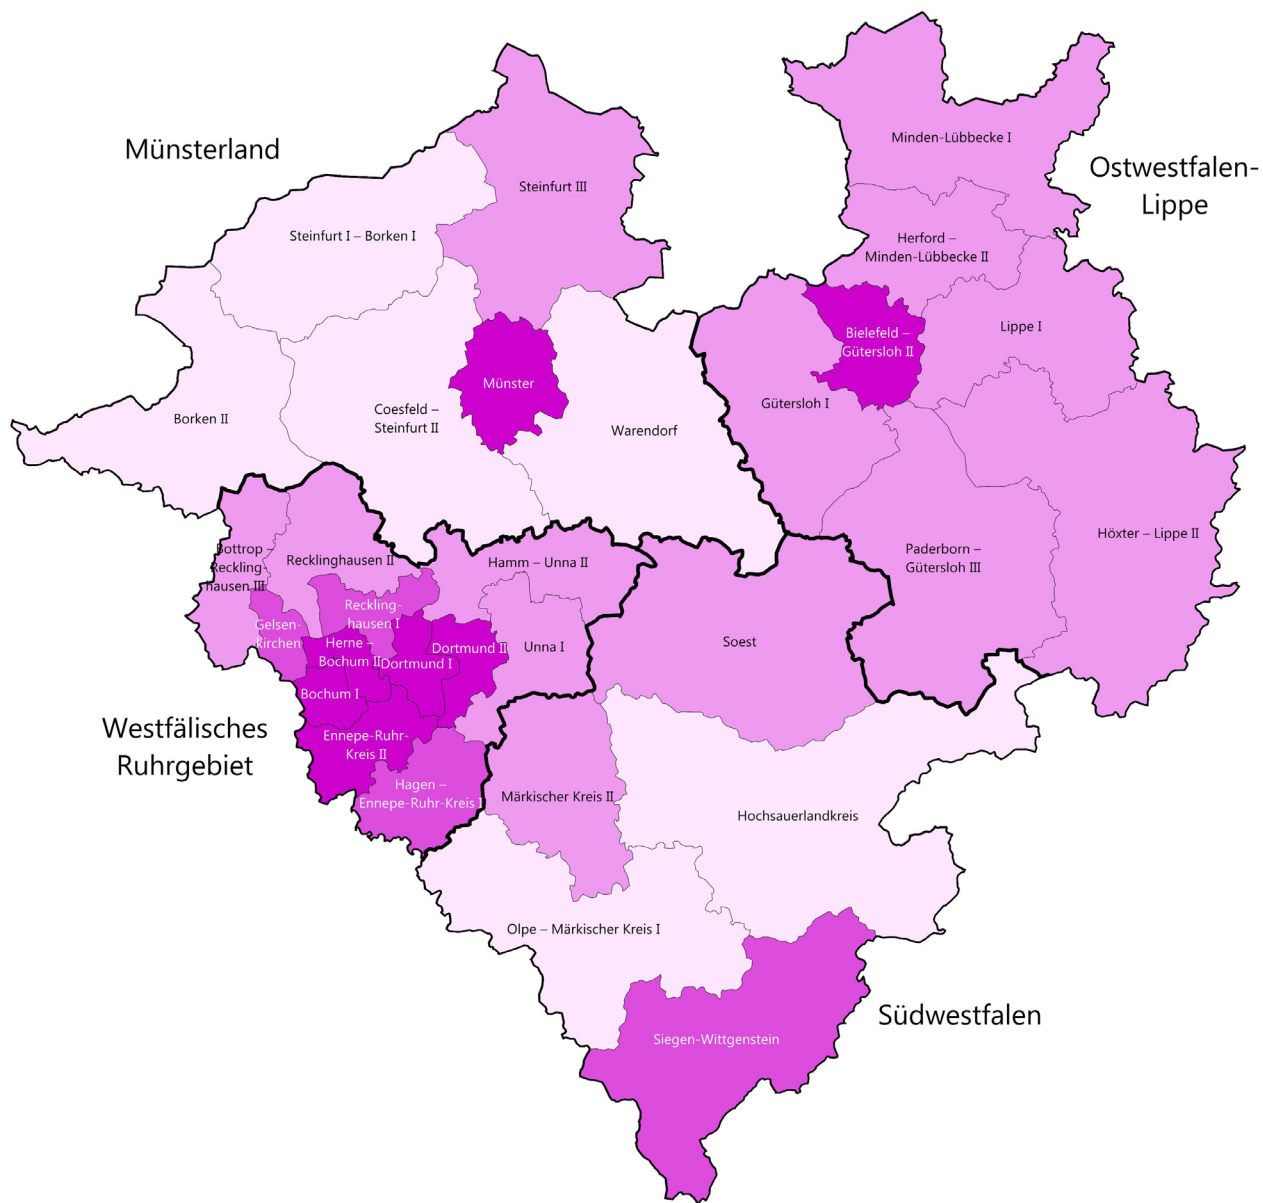 Münsterland
Ostwestfalen-
Lippe
Minden-Lübbecke I
Steinfurt III
Steinfurt I – Borken I
Herford –
Minden-Lübbecke II
Lippe I
Bielefeld –
Gütersloh II
Münster
Gütersloh I
Borken II
Coesfeld –
Steinfurt II
Warendorf
Höxter – Lippe II
Paderborn –
Gütersloh III
Bottrop –
Reckling-
hausen III
Recklinghausen II
Hamm – Unna II
Reckling-
hausen I
Gelsen-
kirchen
Herne –
Bochum II
Dortmund I
Dortmund II
Unna I
Soest
Bochum I
Westfälisches
Ruhrgebiet
Ennepe-Ruhr-
Kreis II
Hagen –
Ennepe-Ruhr-Kreis I
Märkischer Kreis II
Hochsauerlandkreis
Olpe – Märkischer Kreis I
Südwestfalen
Siegen-Wittgenstein